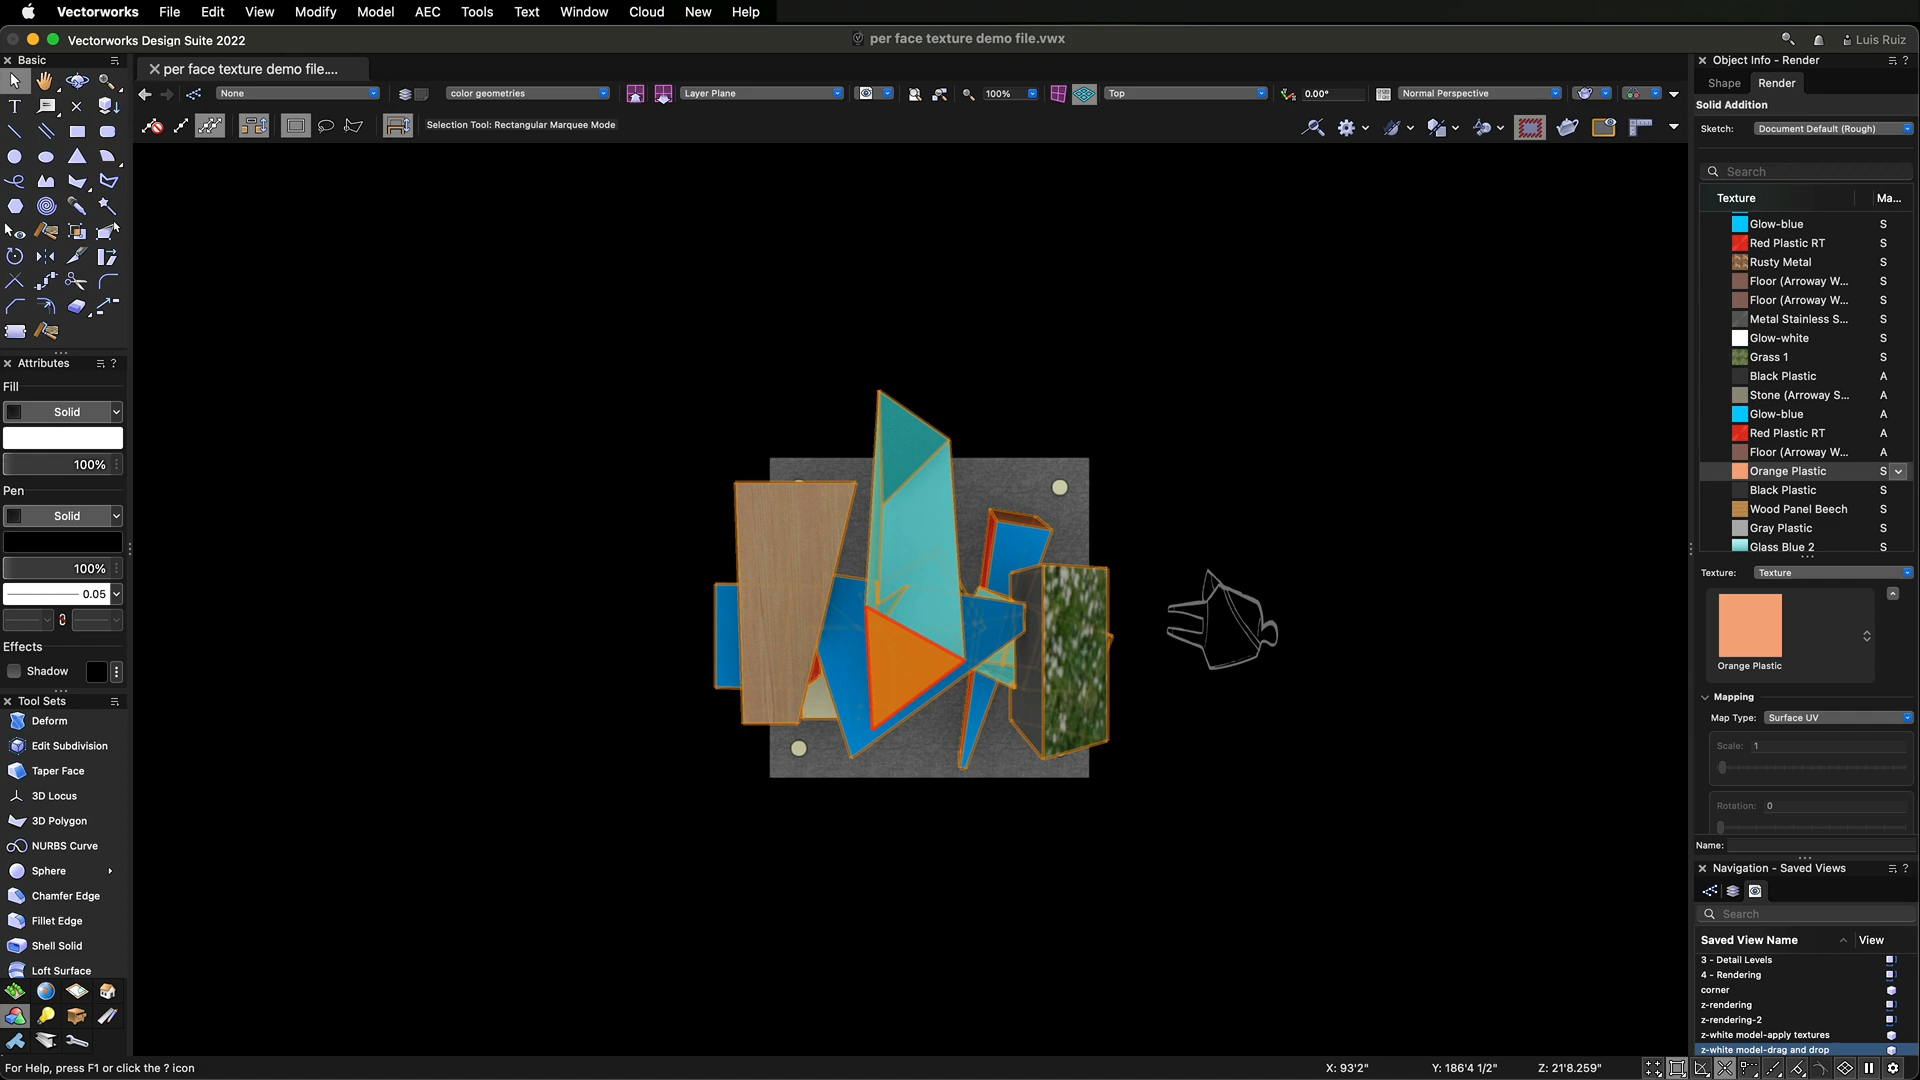 Vectorworks File Edit View Modify Model AEC Tools Text Window Cloud New Help
Vectorworks Design Suite 2022
per face texture demo file.vwx
Luis Ruiz
Basic
per face texture demo file....
None
color geometries
Layer Plane
100%
Top
0.00°
Normal Perspective
Selection Tool: Rectangular Marquee Mode
Attributes
?
Fill
Solid
100%
Pen
Solid
100%
0.05
Effects
Shadow
Tool Sets
Deform
Edit Subdivision
Taper Face
3D Locus
3D Polygon
NURBS Curve
Sphere
Chamfer Edge
Fillet Edge
Shell Solid
Loft Surface
Object Info - Render
?
Shape Render
Solid Addition
Sketch: Document Default (Rough)
Search
Texture Ma...
Glow-blue S
Red Plastic RT S
Rusty Metal S
Floor (Arroway W... S
Floor (Arroway W... S
Metal Stainless S... S
Glow-white S
Grass 1 S
Black Plastic A
Stone (Arroway S... A
Glow-blue A
Red Plastic RT A
Floor (Arroway W... A
Orange Plastic S
Black Plastic S
Wood Panel Beech S
Gray Plastic S
Glass Blue 2 S
Texture: Texture
Orange Plastic
Mapping
Map Type: Surface UV
Scale: 1
Rotation: 0
Name:
Navigation - Saved Views
?
Search
Saved View Name View
3 - Detail Levels
4 - Rendering
corner
z-rendering
z-rendering-2
z-white model-apply textures
z-white model-drag and drop
For Help, press F1 or click the ? icon
X: 93'2"
Y: 186'4 1/2"
Z: 21'8.259"